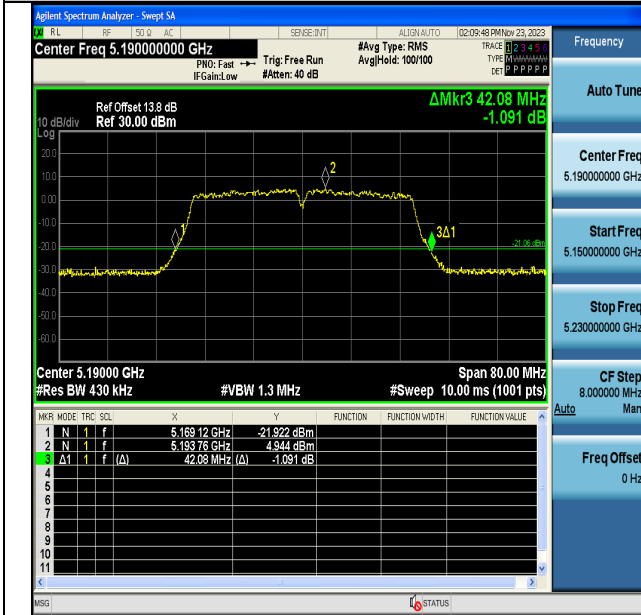 Agilent Spectrum Analyzer - Swept SA
RL RF 50 Ω AC SENSE:INT ALIGN AUTO 02:09:48 PM Nov 23, 2023
Center Freq 5.190000000 GHz
#Avg Type: RMS
TRACE 1 2 3 4 5 6
PNO: Fast Trig: Free Run Avg|Hold: 100/100
TYPE M
IFGain:Low #Atten: 40 dB
DET P P P P P P
ΔMkr3 42.08 MHz
-1.091 dB
Ref Offset 13.8 dB
10 dB/div Ref 30.00 dBm
Log
20.0
10.0
0.00
-10.0
-20.0
-30.0
-40.0
-50.0
-60.0
1
2
3Δ1
-21.06 dBm
Center 5.19000 GHz Span 80.00 MHz
#Res BW 430 kHz #VBW 1.3 MHz #Sweep 10.00 ms (1001 pts)
MKR MODE TRC SCL X Y FUNCTION FUNCTION WIDTH FUNCTION VALUE
1 N 1 f 5.169 12 GHz -21.922 dBm
2 N 1 f 5.193 76 GHz 4.944 dBm
3 Δ1 1 f (Δ) 42.08 MHz (Δ) -1.091 dB
4
5
6
7
8
9
10
11
MSG STATUS
Frequency
Auto Tune
Center Freq
5.190000000 GHz
Start Freq
5.150000000 GHz
Stop Freq
5.230000000 GHz
CF Step
8.000000 MHz
Auto Man
Freq Offset
0 Hz